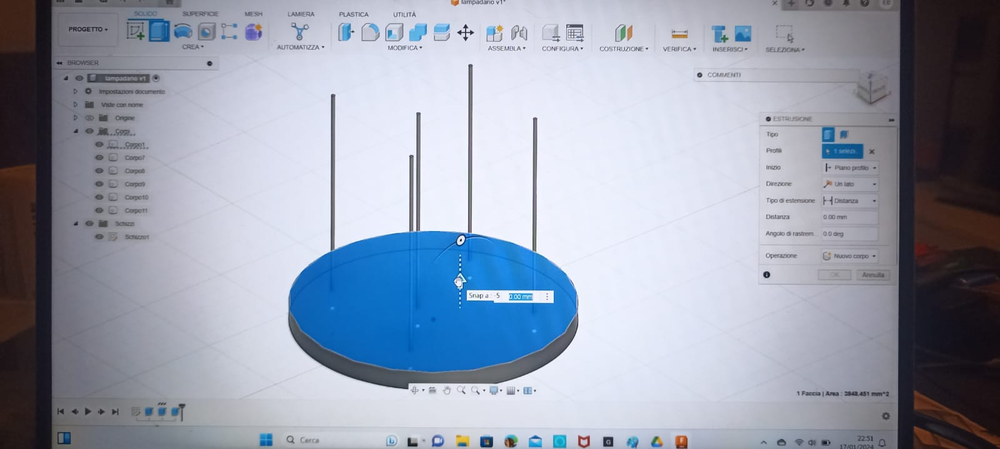 lampadario v1*
SOLIDO SUPERFICIE MESH LAMIERA PLASTICA UTILITÀ
PROGETTO
CREA AUTOMATIZZA MODIFICA ASSEMBLA CONFIGURA COSTRUZIONE VERIFICA INSERISCI SELEZIONA
BROWSER
COMMENTI
lampadario v1
Impostazioni documento
Viste con nome
Origine
Corpi
Corpo1
Corpo7
Corpo8
Corpo9
Corpo10
Corpo11
Schizzi
Schizzo1
ESTRUSIONE
Tipo
Profili 1 selezi...
Inizio Piano profilo
Direzione Un lato
Tipo di estensione Distanza
Distanza 0.00 mm
Angolo di rastrem... 0.0 deg
Operazione Nuovo corpo
OK Annulla
Snap a : -5 0.00 mm
1 Faccia | Area : 3848.451 mm^2
Cerca
22:51
17/01/2024